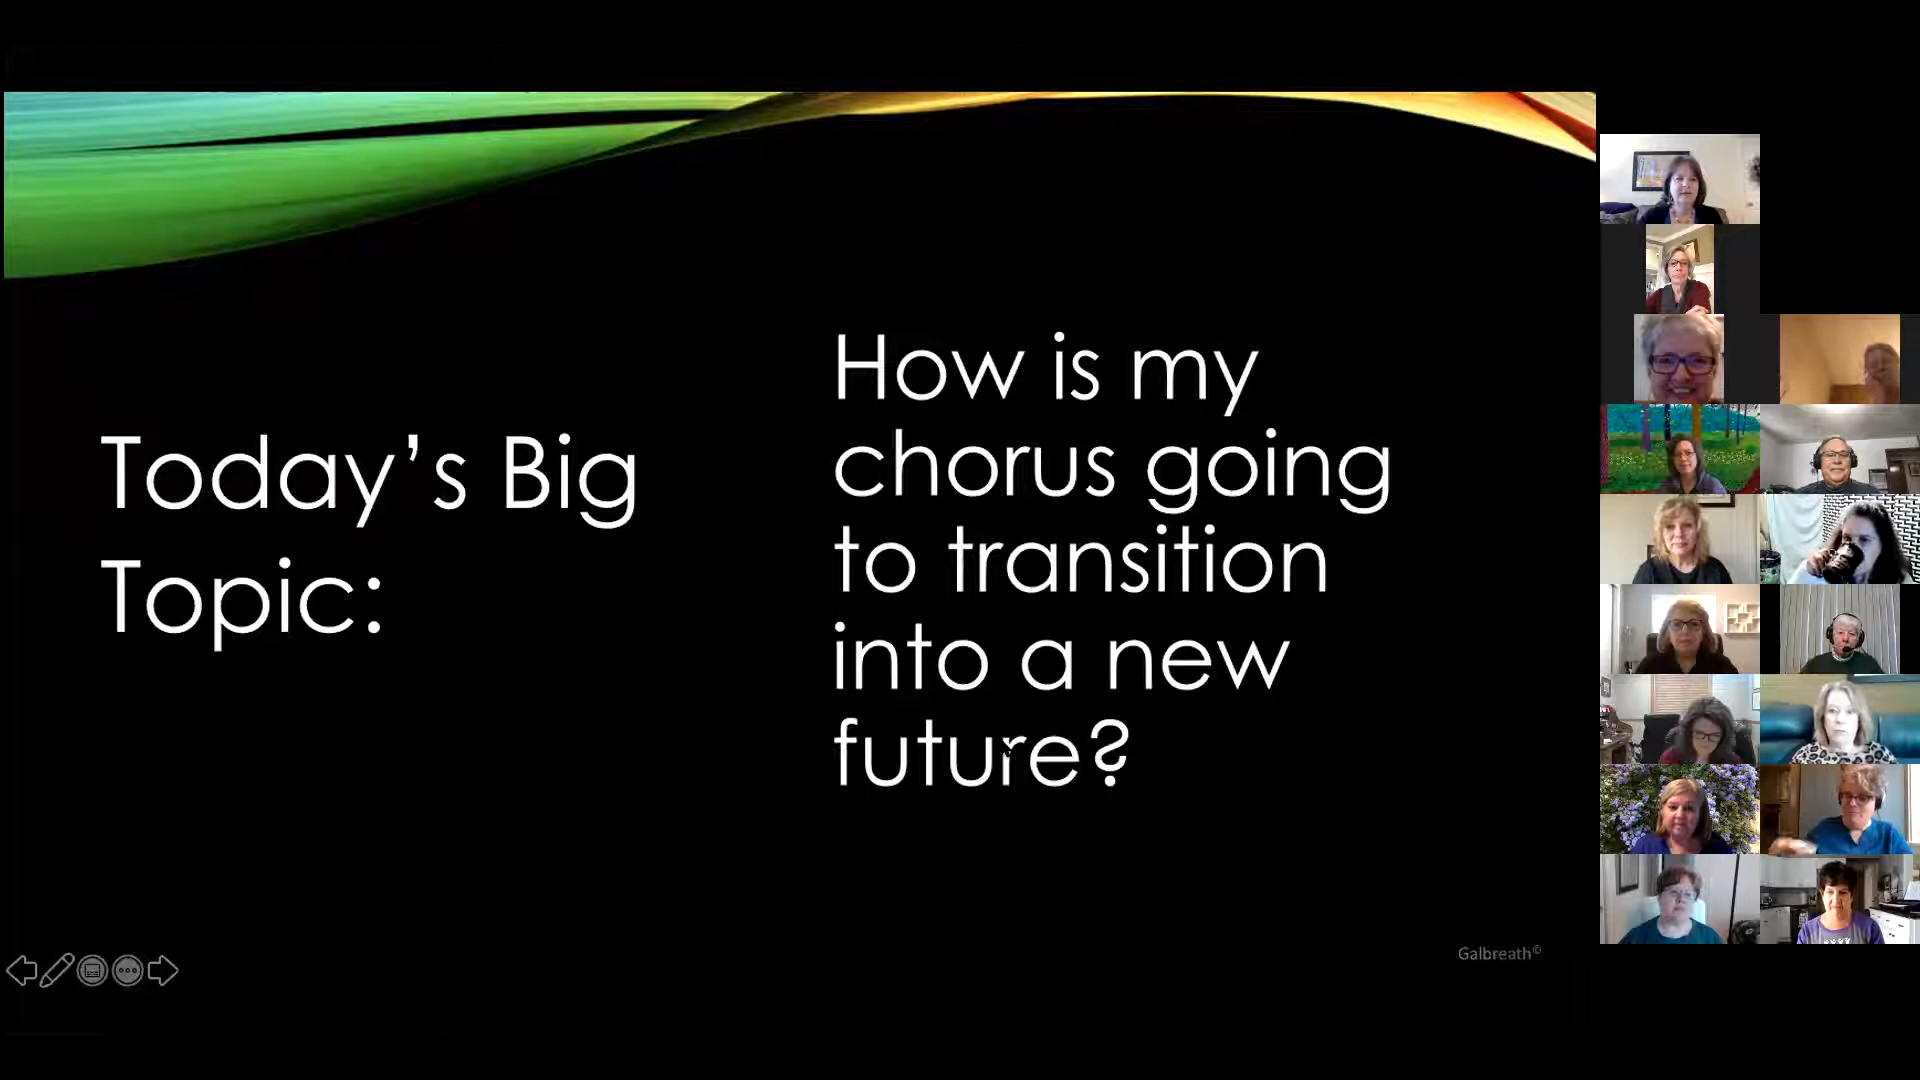 Today’s Big
Topic:
How is my
chorus going
to transition
into a new
future?
Galbreath©